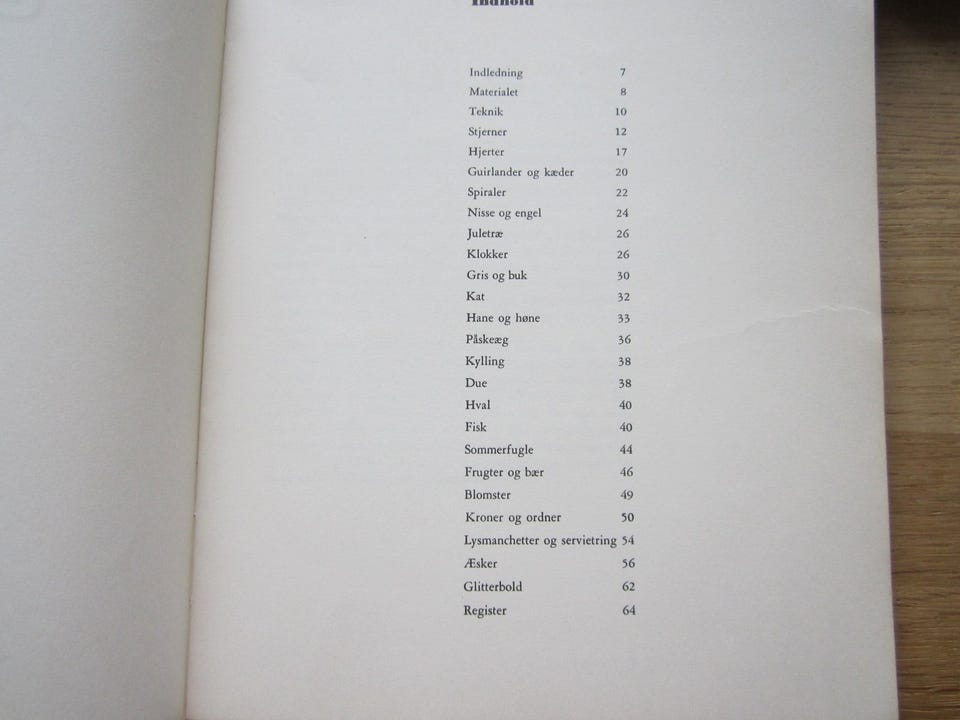 Indhold
Indledning 7
Materialet 8
Teknik 10
Stjerner 12
Hjerter 17
Guirlander og kæder 20
Spiraler 22
Nisse og engel 24
Juletræ 26
Klokker 26
Gris og buk 30
Kat 32
Hane og høne 33
Påskeæg 36
Kylling 38
Due 38
Hval 40
Fisk 40
Sommerfugle 44
Frugter og bær 46
Blomster 49
Kroner og ordner 50
Lysmanchetter og servietring 54
Æsker 56
Glitterbold 62
Register 64